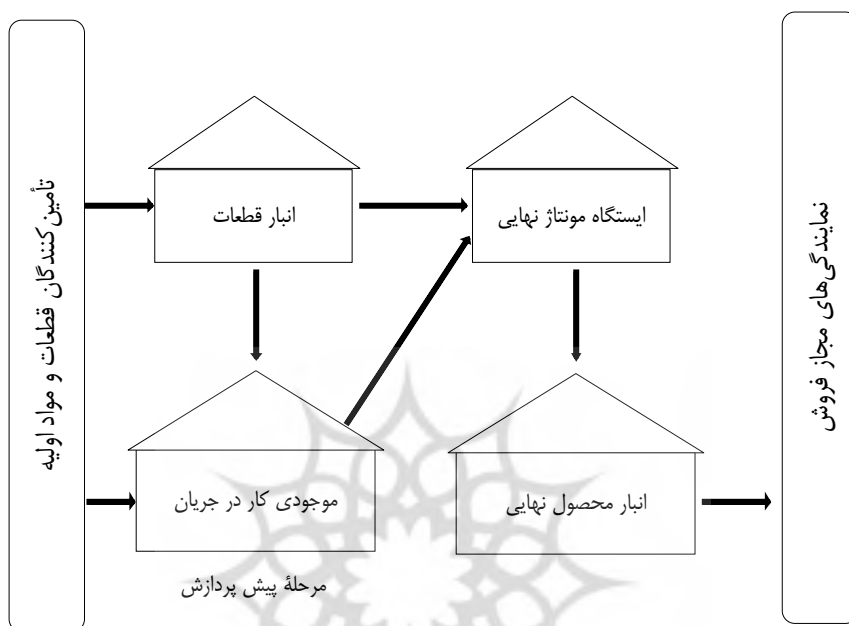 تأمین کنندگان قطعات و مواد اولیه
انبار قطعات
ایستگاه مونتاژ نهایی
نمایندگی‌های مجاز فروش
موجودی کار در جریان
انبار محصول نهایی
مرحلهٔ پیش پردازش